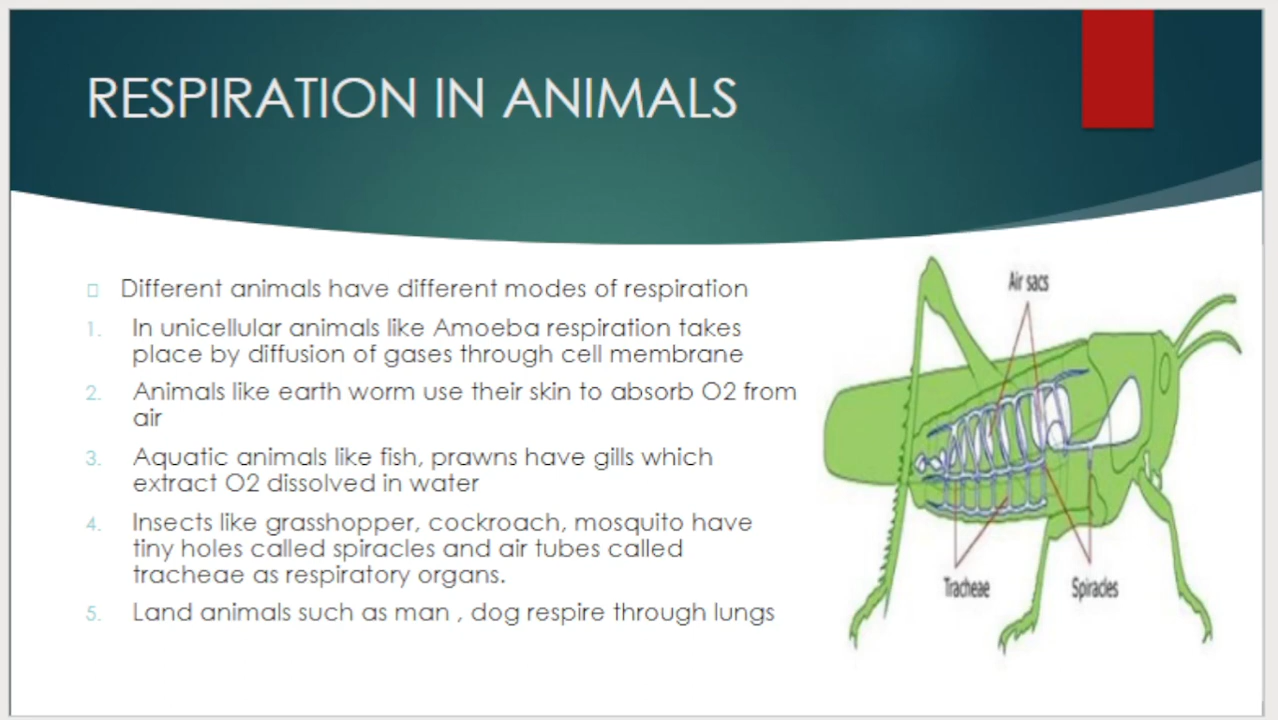 RESPIRATION IN ANIMALS
Different animals have different modes of respiration
1. In unicellular animals like Amoeba respiration takes
place by diffusion of gases through cell membrane
2. Animals like earth worm use their skin to absorb O2 from
air
3. Aquatic animals like fish, prawns have gills which
extract O2 dissolved in water
4. Insects like grasshopper, cockroach, mosquito have
tiny holes called spiracles and air tubes called
tracheae as respiratory organs.
5. Land animals such as man , dog respire through lungs
Air sacs
Tracheae
Spiracles